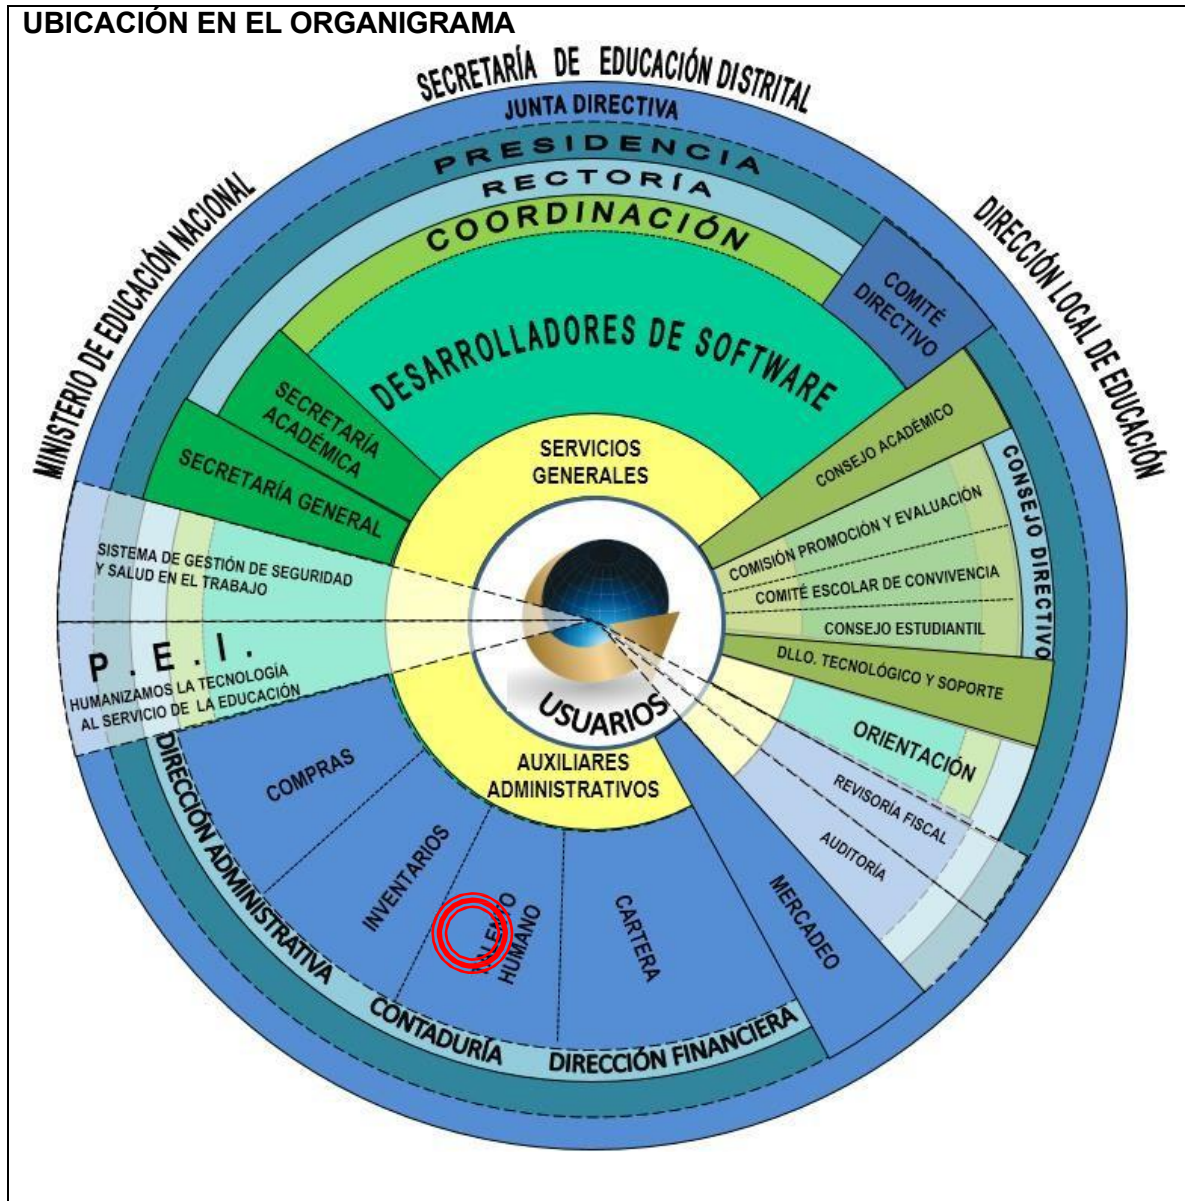 UBICACIÓN EN EL ORGANIGRAMA
SECRETARÍA DE EDUCACIÓN DISTRITAL
MINISTERIO DE EDUCACIÓN NACIONAL
DIRECCIÓN LOCAL DE EDUCACIÓN
JUNTA DIRECTIVA
PRESIDENCIA
RECTORÍA
COORDINACIÓN
COMITÉ
DIRECTIVO
DESARROLLADORES DE SOFTWARE
SECRETARÍA
ACADÉMICA
SECRETARÍA GENERAL
SERVICIOS
GENERALES
CONSEJO ACADÉMICO
CONSEJO DIRECTIVO
COMISIÓN PROMOCIÓN Y EVALUACIÓN
COMITÉ ESCOLAR DE CONVIVENCIA
CONSEJO ESTUDIANTIL
DLLO. TECNOLÓGICO Y SOPORTE
SISTEMA DE GESTIÓN DE SEGURIDAD
Y SALUD EN EL TRABAJO
P.E.I.
HUMANIZAMOS LA TECNOLOGÍA
AL SERVICIO DE LA EDUCACIÓN
USUARIOS
ORIENTACIÓN
REVISORÍA FISCAL
AUDITORÍA
AUXILIARES
ADMINISTRATIVOS
COMPRAS
INVENTARIOS
HUMANO
CARTERA
MERCADEO
DIRECCIÓN ADMINISTRATIVA
CONTADURÍA
DIRECCIÓN FINANCIERA